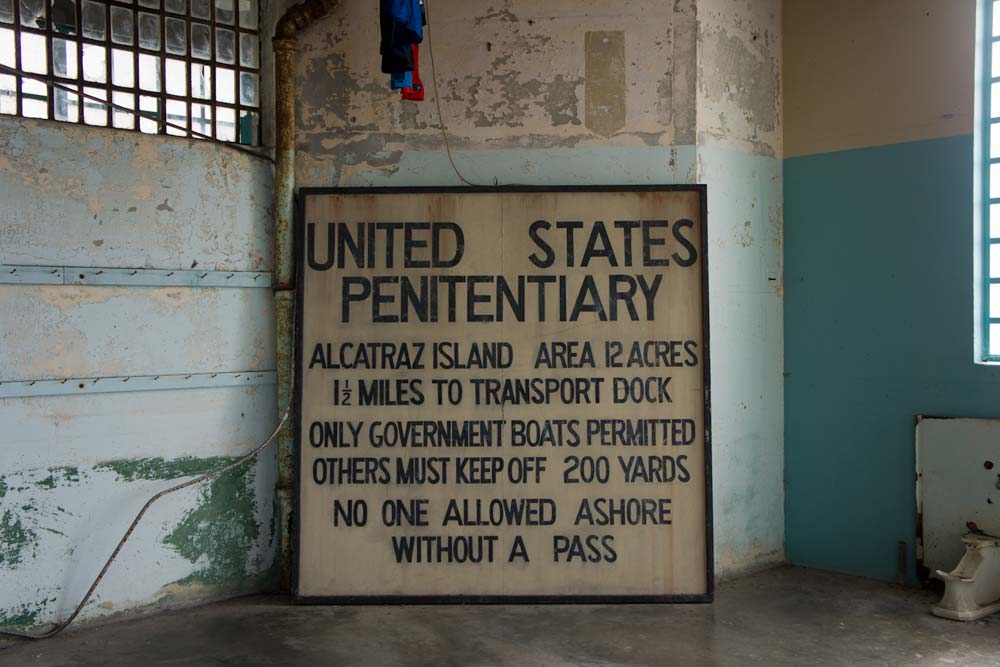 UNITED STATES
PENITENTIARY
ALCATRAZ ISLAND AREA 12 ACRES
1½ MILES TO TRANSPORT DOCK
ONLY GOVERNMENT BOATS PERMITTED
OTHERS MUST KEEP OFF 200 YARDS
NO ONE ALLOWED ASHORE
WITHOUT A PASS